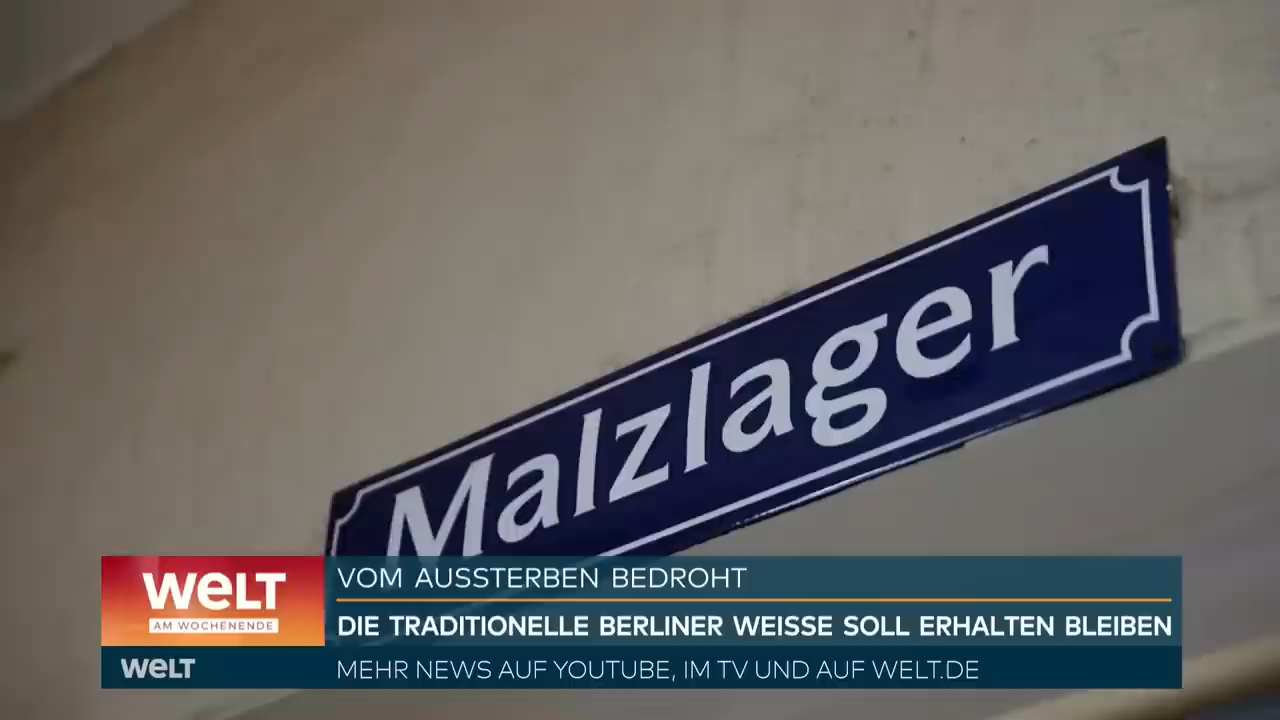 Malzlager
WELT
AM WOCHENENDE
VOM AUSSTERBEN BEDROHT
DIE TRADITIONELLE BERLINER WEISSE SOLL ERHALTEN BLEIBEN
WELT
MEHR NEWS AUF YOUTUBE, IM TV UND AUF WELT.DE